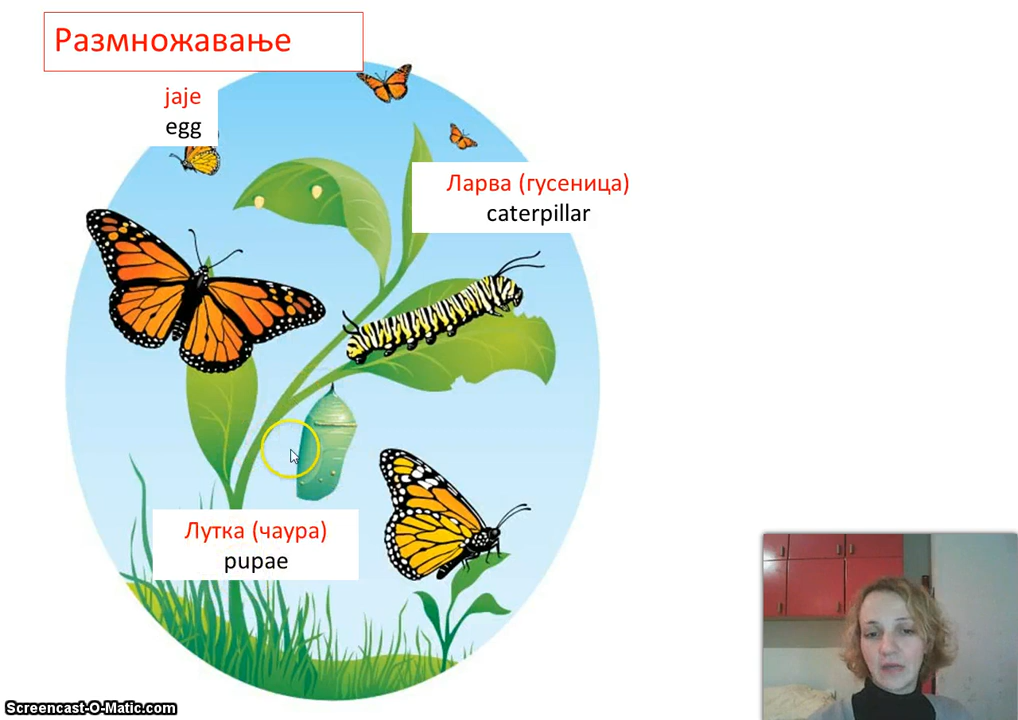 Размножавање
јаје
egg
Ларва (гусеница)
caterpillar
Лутка (чаура)
pupae
Screencast-O-Matic.com